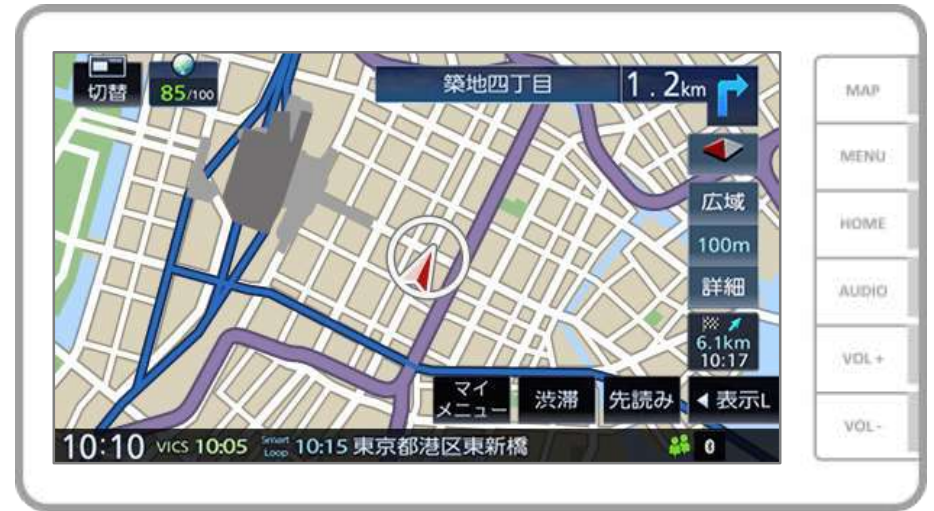 切替
85/100
築地四丁目
1.2km
広域
100m
詳細
6.1km
10:17
マイ
メニュー
渋滞
先読み
表示L
10:10 VICS 10:05 Smart Loop 10:15 東京都港区東新橋
0
MAP
MENU
HOME
AUDIO
VOL +
VOL -